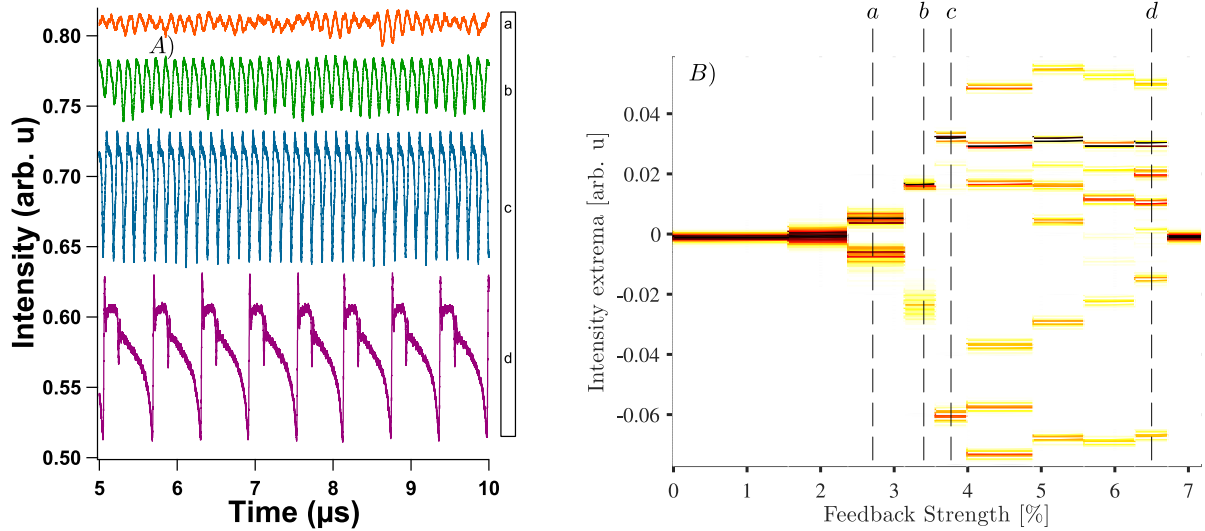 A)
Intensity (arb. u)
0.80
0.75
0.70
0.65
0.60
0.55
0.50
5
6
7
8
9
10
Time (µs)
a
b
c
d
B)
a
b
c
d
Intensity extrema [arb. u]
0.04
0.02
0
-0.02
-0.04
-0.06
0
1
2
3
4
5
6
7
Feedback Strength [%]